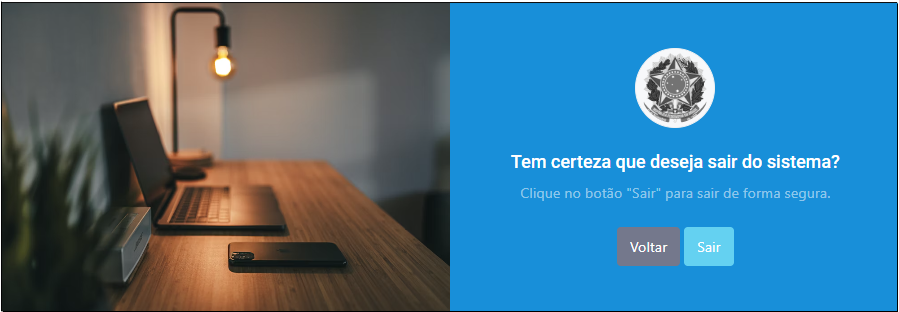 Tem certeza que deseja sair do sistema?
Clique no botão "Sair" para sair de forma segura.
Voltar
Sair